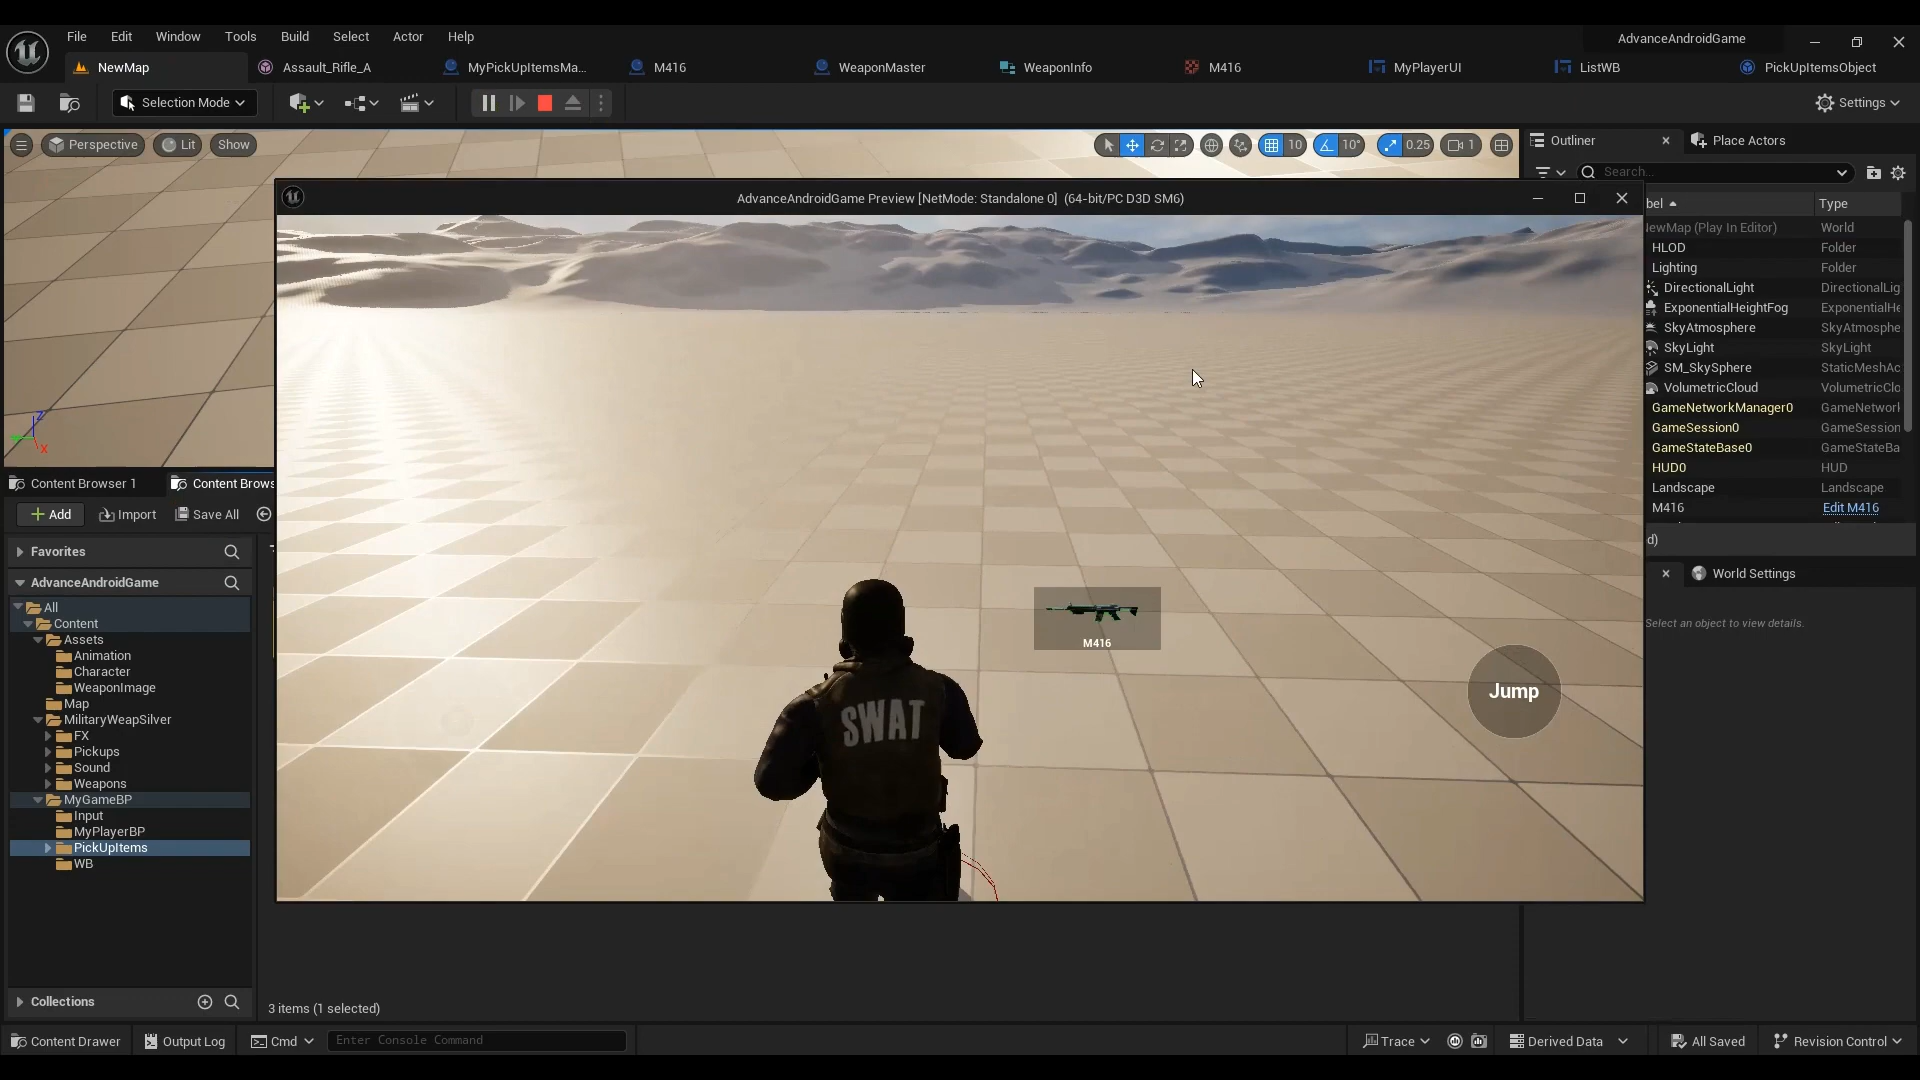 File Edit Window Tools Build Select Actor Help
AdvanceAndroidGame
NewMap Assault_Rifle_A MyPickUpItemsMa... M416 WeaponMaster WeaponInfo M416 MyPlayerUI ListWB PickUpItemsObject
Selection Mode
Settings
Perspective Lit Show
10 10° 0.25 1
Outliner Place Actors
Search...
AdvanceAndroidGame Preview [NetMode: Standalone 0] (64-bit/PC D3D SM6)
bel Type
NewMap (Play In Editor) World
HLOD Folder
Lighting Folder
DirectionalLight DirectionalLig
ExponentialHeightFog ExponentialHe
SkyAtmosphere SkyAtmosphe
SkyLight SkyLight
SM_SkySphere StaticMeshAc
VolumetricCloud VolumetricClo
GameNetworkManager0 GameNetwork
GameSession0 GameSession
GameStateBase0 GameStateBa
HUD0 HUD
Landscape Landscape
M416 Edit M416
d)
World Settings
Select an object to view details.
Z
X
SWAT
M416
Jump
Content Browser 1 Content Brows
Add Import Save All
Favorites
AdvanceAndroidGame
All
Content
Assets
Animation
Character
WeaponImage
Map
MilitaryWeapSilver
FX
Pickups
Sound
Weapons
MyGameBP
Input
MyPlayerBP
PickUpItems
WB
Collections
3 items (1 selected)
Content Drawer Output Log Cmd Enter Console Command
Trace Derived Data All Saved Revision Control